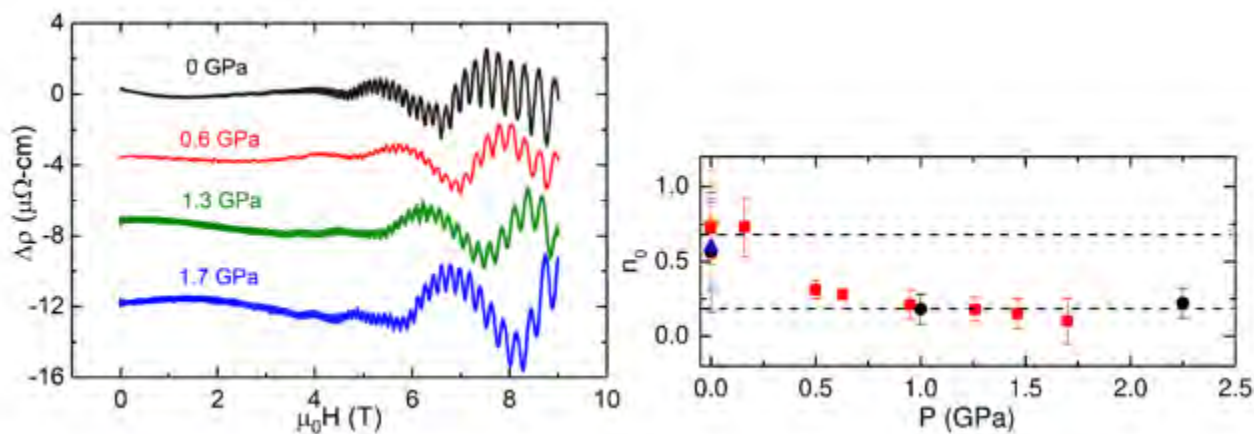 4
0
-4
-8
-12
-16
Δρ (μΩ-cm)
0 GPa
0.6 GPa
1.3 GPa
1.7 GPa
0 2 4 6 8 10
μ₀H (T)
1.0
0.5
0.0
n₀
0.0 0.5 1.0 1.5 2.0 2.5
P (GPa)